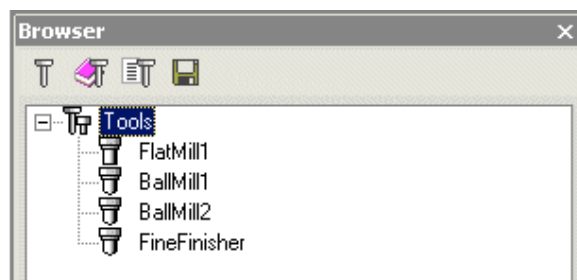 Browser
Tools
FlatMill1
BallMill1
BallMill2
FineFinisher